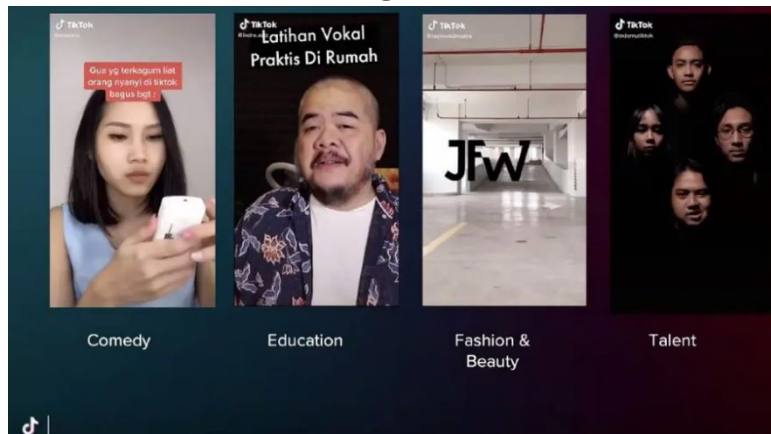 TikTok
Gua yg terkagum liat
orang nyanyi di tiktok
bagus bgt :
Comedy
TikTok
Latihan Vokal
Praktis Di Rumah
Education
TikTok
JFW
Fashion &
Beauty
TikTok
Talent